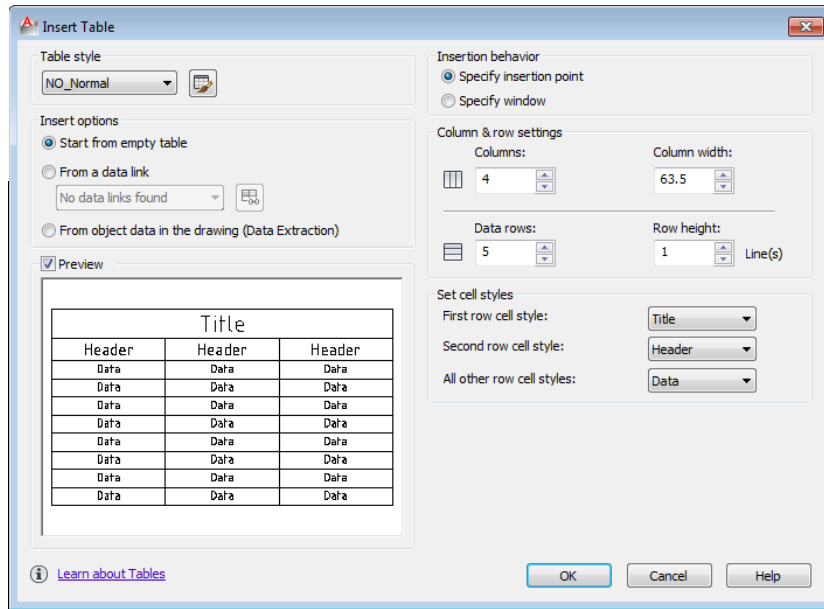 Insert Table
Table style
NO_Normal
Insert options
Start from empty table
From a data link
No data links found
From object data in the drawing (Data Extraction)
Preview
Title
Header Header Header
Data Data Data
Data Data Data
Data Data Data
Data Data Data
Data Data Data
Data Data Data
Data Data Data
Data Data Data
Learn about Tables
Insertion behavior
Specify insertion point
Specify window
Column & row settings
Columns: Column width:
4 63.5
Data rows: Row height:
5 1 Line(s)
Set cell styles
First row cell style: Title
Second row cell style: Header
All other row cell styles: Data
OK Cancel Help